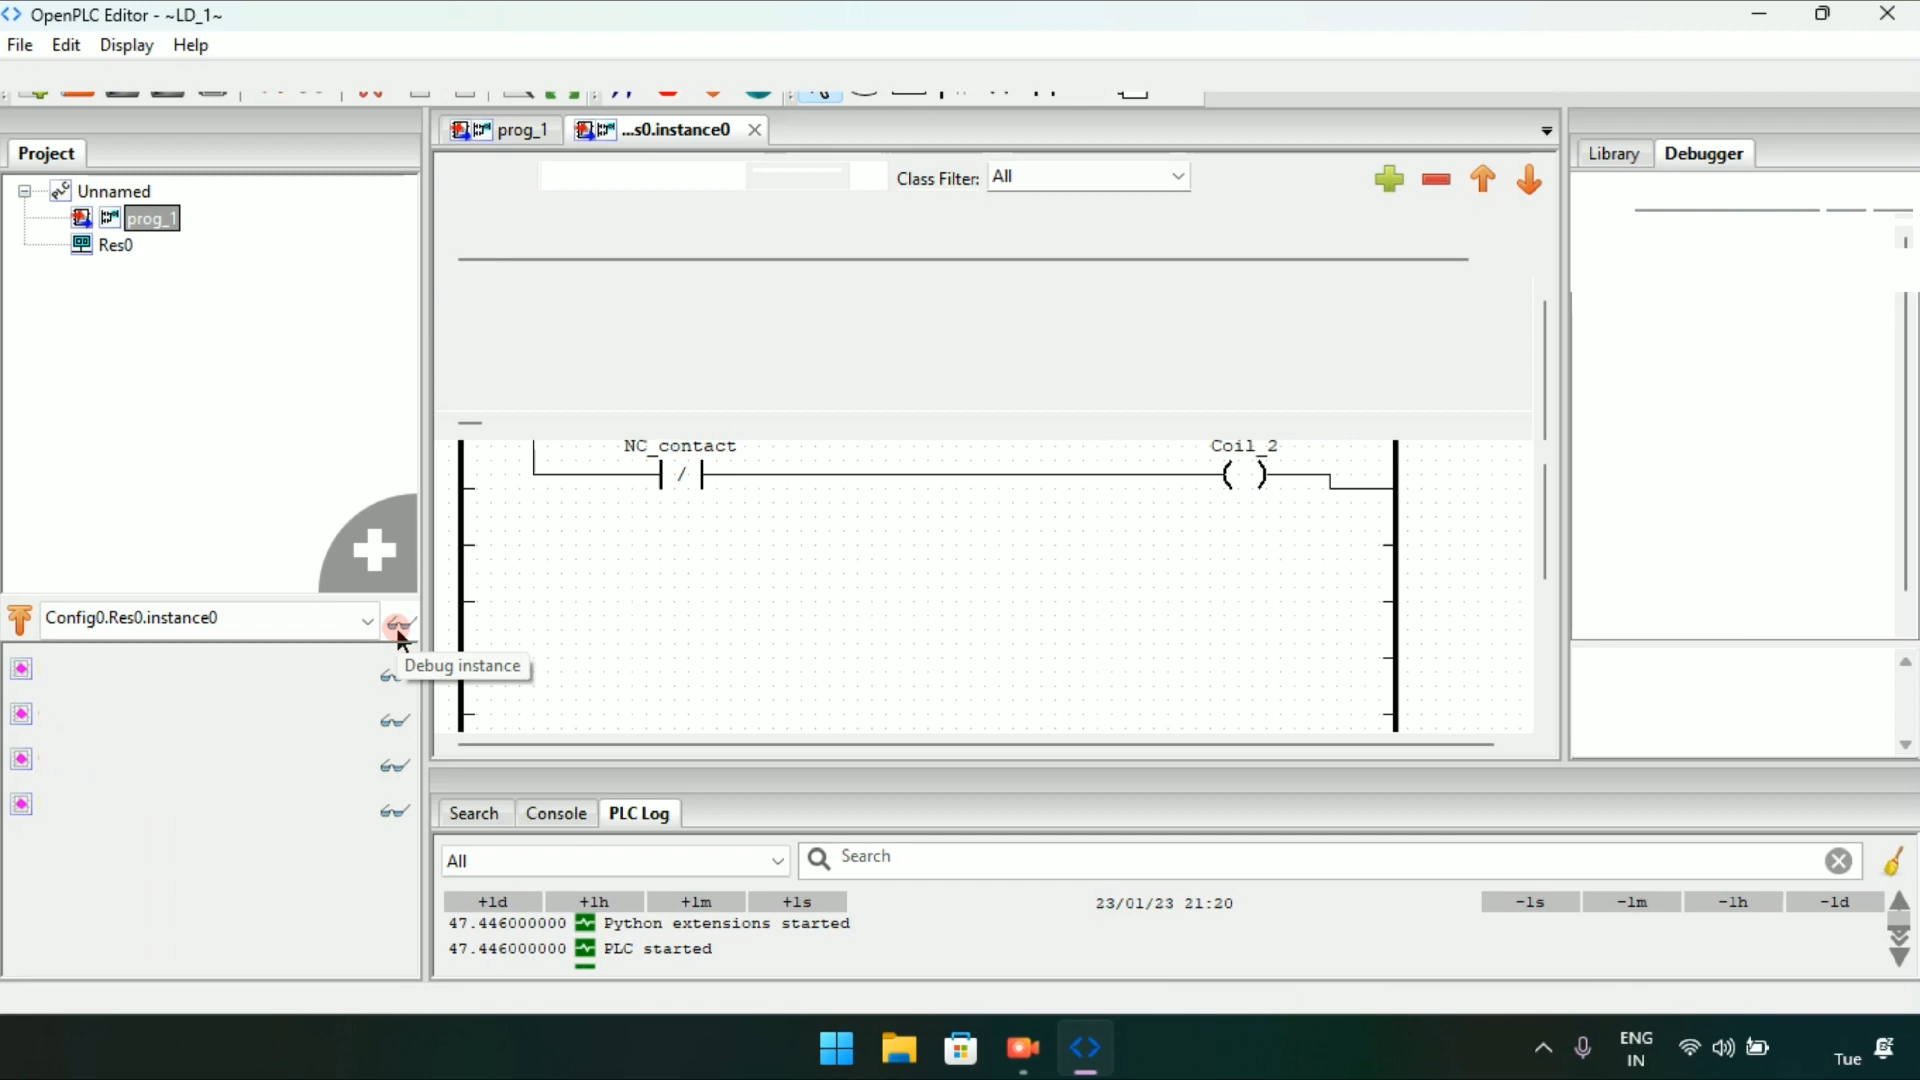 OpenPLC Editor - ~LD_1~
File Edit Display Help
Project
prog_1
...s0.instance0
Library
Debugger
Unnamed
prog_1
Res0
Class Filter: All
NC_contact
Coil_2
Config0.Res0.instance0
Debug instance
Search
Console
PLC Log
All
Search
+1d +1h +1m +1s 23/01/23 21:20 -1s -1m -1h -1d
47.446000000 Python extensions started
47.446000000 PLC started
ENG
IN
Tue